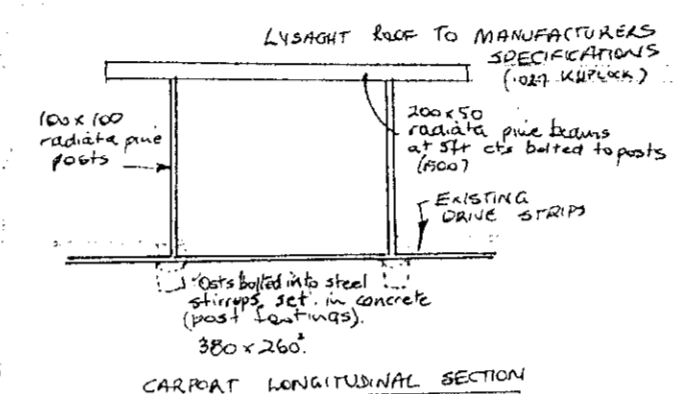 LYSAGHT ROOF TO MANUFACTURERS
SPECIFICATIONS
(.027 KLIPLOCK)
100 x 100
radiata pine
posts
200 x 50
radiata pine beams
at 5ft cts bolted to posts
(1500)
EXISTING
DRIVE STRIPS
Posts bolted into steel
stirrups set in concrete
(post footings).
380 x 260²
CARPORT LONGITUDINAL SECTION